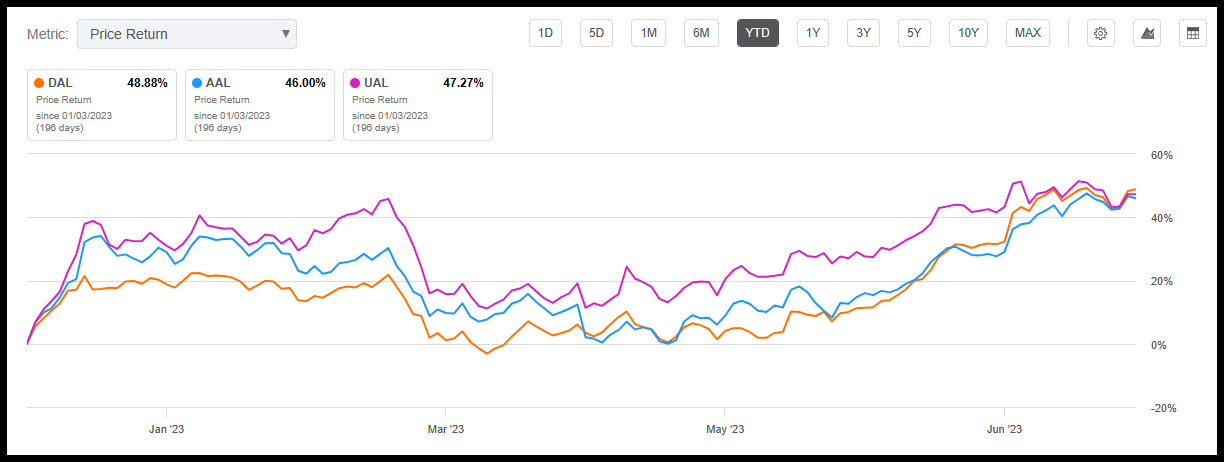 Metric: Price Return
1D 5D 1M 6M YTD 1Y 3Y 5Y 10Y MAX
DAL 48.88%
Price Return
since 01/03/2023
(196 days)
AAL 46.00%
Price Return
since 01/03/2023
(196 days)
UAL 47.27%
Price Return
since 01/03/2023
(196 days)
60%
40%
20%
0%
-20%
Jan '23 Mar '23 May '23 Jun '23